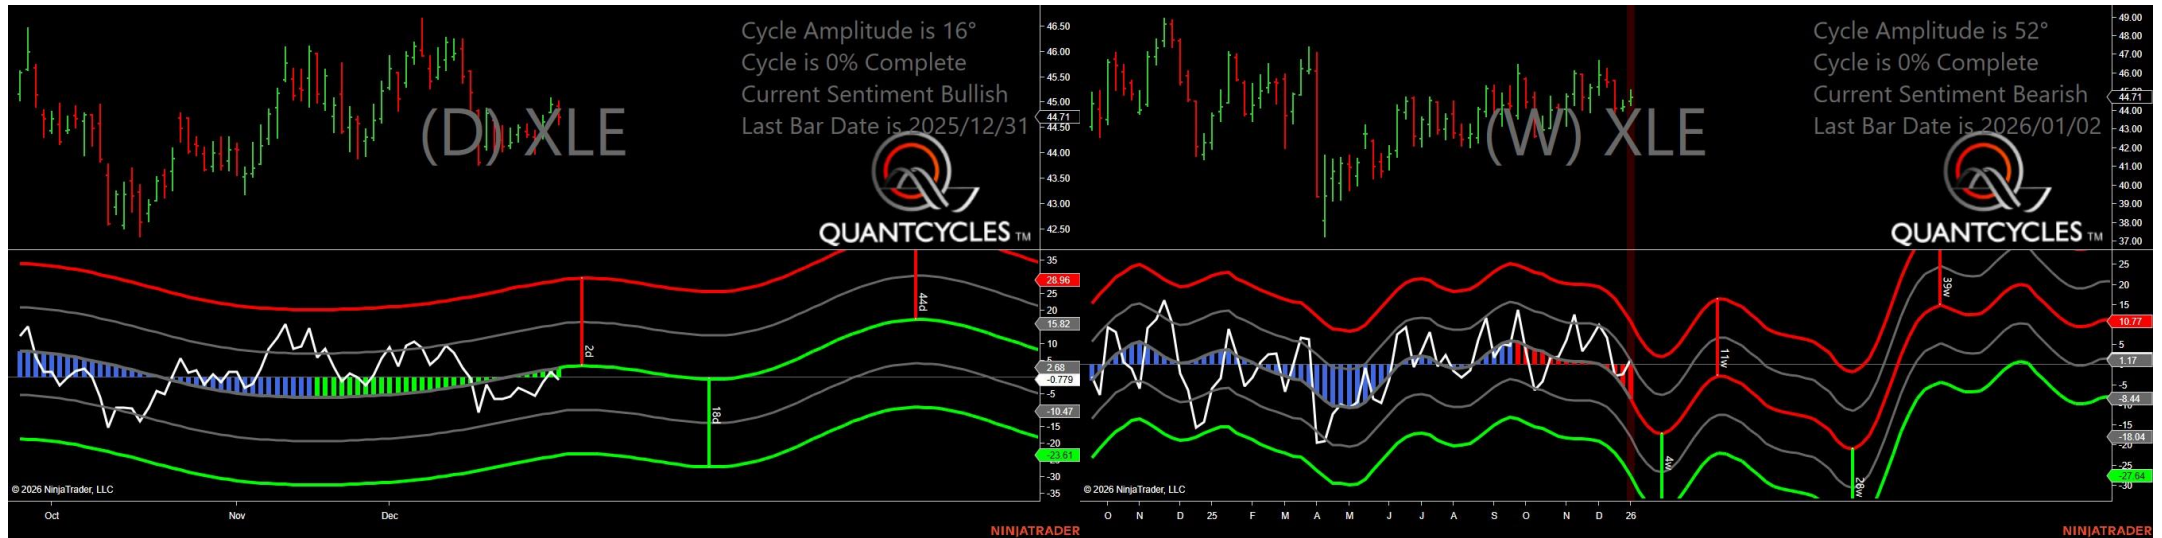 Cycle Amplitude is 16°
Cycle is 0% Complete
Current Sentiment Bullish
Last Bar Date is 2025/12/31
(D) XLE
QUANTCYCLES TM
46.50
46.00
45.50
45.00
44.71
44.50
44.00
43.50
43.00
42.50
35
28.96
25
20
15.82
10
5
2.68
-0.779
-5
-10.47
-15
-20
-23.61
-30
-35
2d
18d
44d
© 2026 NinjaTrader, LLC
Oct
Nov
Dec
NINJATRADER
Cycle Amplitude is 52°
Cycle is 0% Complete
Current Sentiment Bearish
Last Bar Date is 2026/01/02
(W) XLE
QUANTCYCLES TM
49.00
48.00
47.00
46.00
44.71
44.00
43.00
42.00
41.00
40.00
39.00
38.00
37.00
25
20
15
10.77
5
1.17
-5
-8.44
-15
-18.04
-25
-27.64
-30
4w
11w
28w
39w
© 2026 NinjaTrader, LLC
O N D 25 F M A M J J A S O N D 26
NINJATRADER